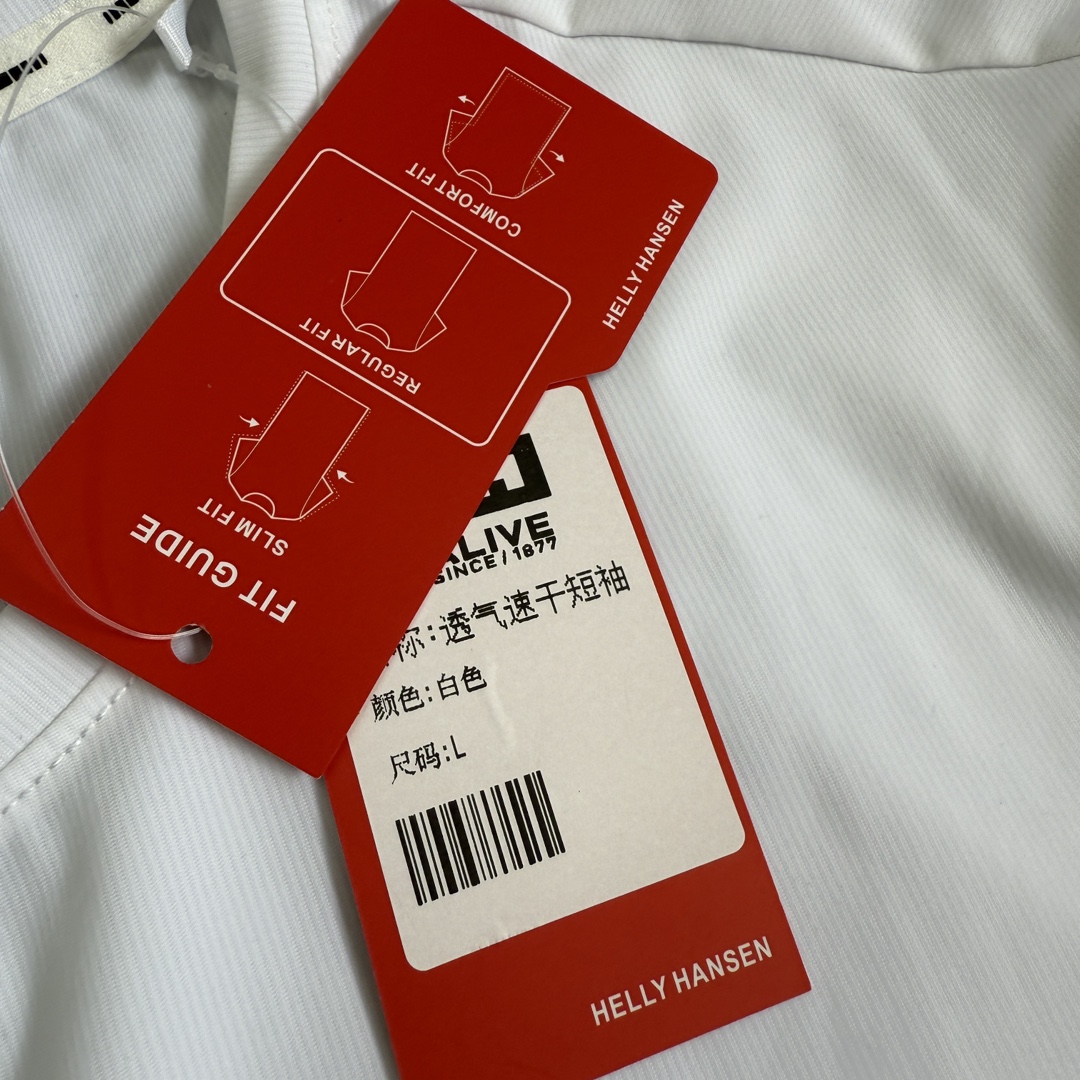 COMFORT FIT
REGULAR FIT
SLIM FIT
FIT GUIDE
HELLY HANSEN
ALIVE
SINCE / 1877
称:透气速干短袖
颜色:白色
尺码:L
HELLY HANSEN